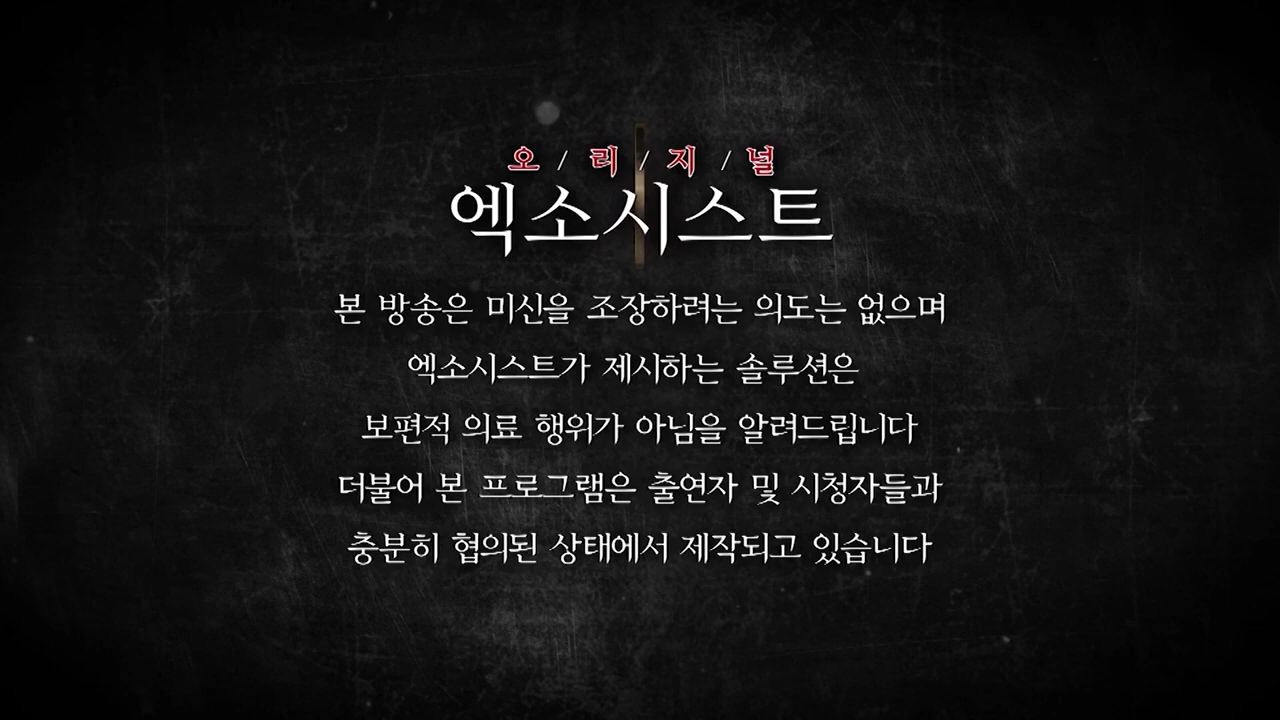 오/리/지/널
엑소시스트
본 방송은 미신을 조장하려는 의도는 없으며
엑소시스트가 제시하는 솔루션은
보편적 의료 행위가 아님을 알려드립니다
더불어 본 프로그램은 출연자 및 시청자들과
충분히 협의된 상태에서 제작되고 있습니다